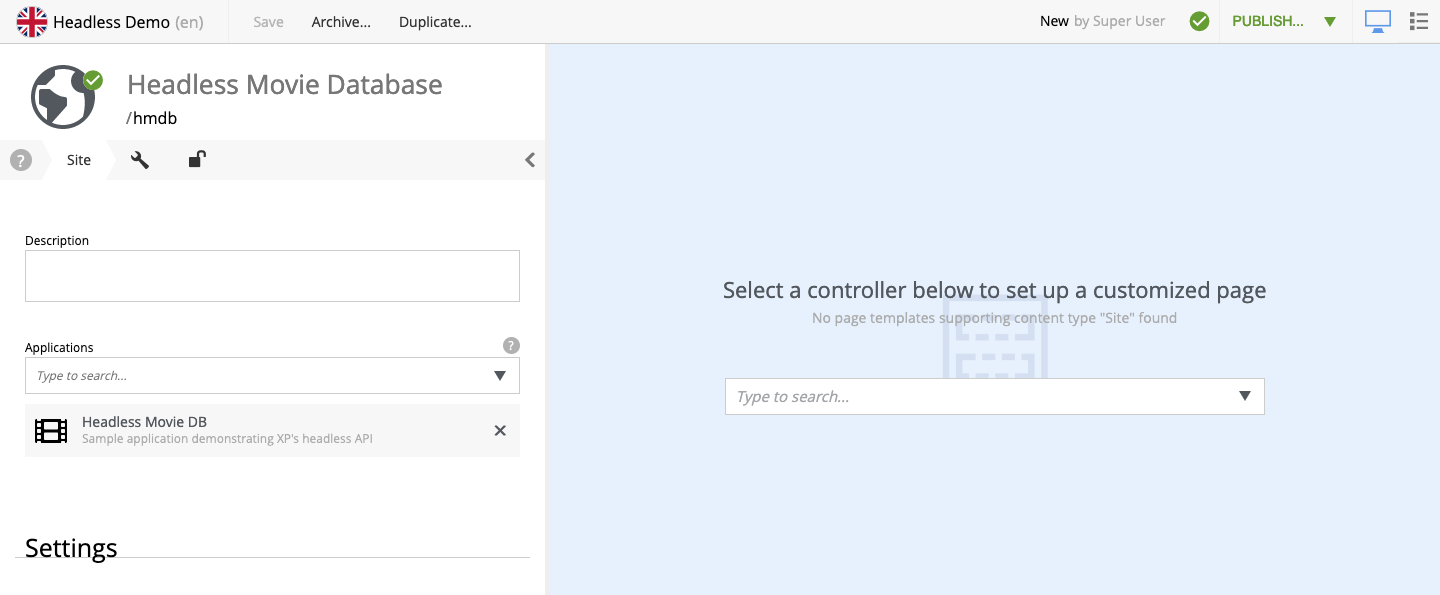 Headless Demo (en) Save Archive... Duplicate... New by Super User PUBLISH...
Headless Movie Database
/hmdb
? Site
Description
Applications ?
Type to search...
Headless Movie DB
Sample application demonstrating XP's headless API
Settings
Select a controller below to set up a customized page
No page templates supporting content type "Site" found
Type to search...